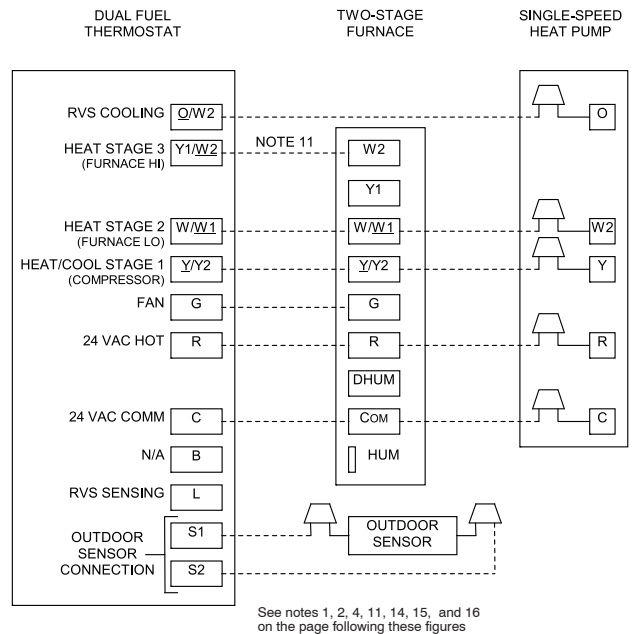 DUAL FUEL
THERMOSTAT
TWO-STAGE
FURNACE
SINGLE-SPEED
HEAT PUMP
RVS COOLING O/W2 O
HEAT STAGE 3 Y1/W2 NOTE 11 W2
(FURNACE HI)
Y1
HEAT STAGE 2 W/W1 W/W1 W2
(FURNACE LO)
HEAT/COOL STAGE 1 Y/Y2 Y/Y2 Y
(COMPRESSOR)
FAN G G
24 VAC HOT R R R
DHUM
24 VAC COMM C COM C
N/A B HUM
RVS SENSING L
OUTDOOR
SENSOR
CONNECTION
S1
S2
OUTDOOR
SENSOR
See notes 1, 2, 4, 11, 14, 15, and 16
on the page following these figures